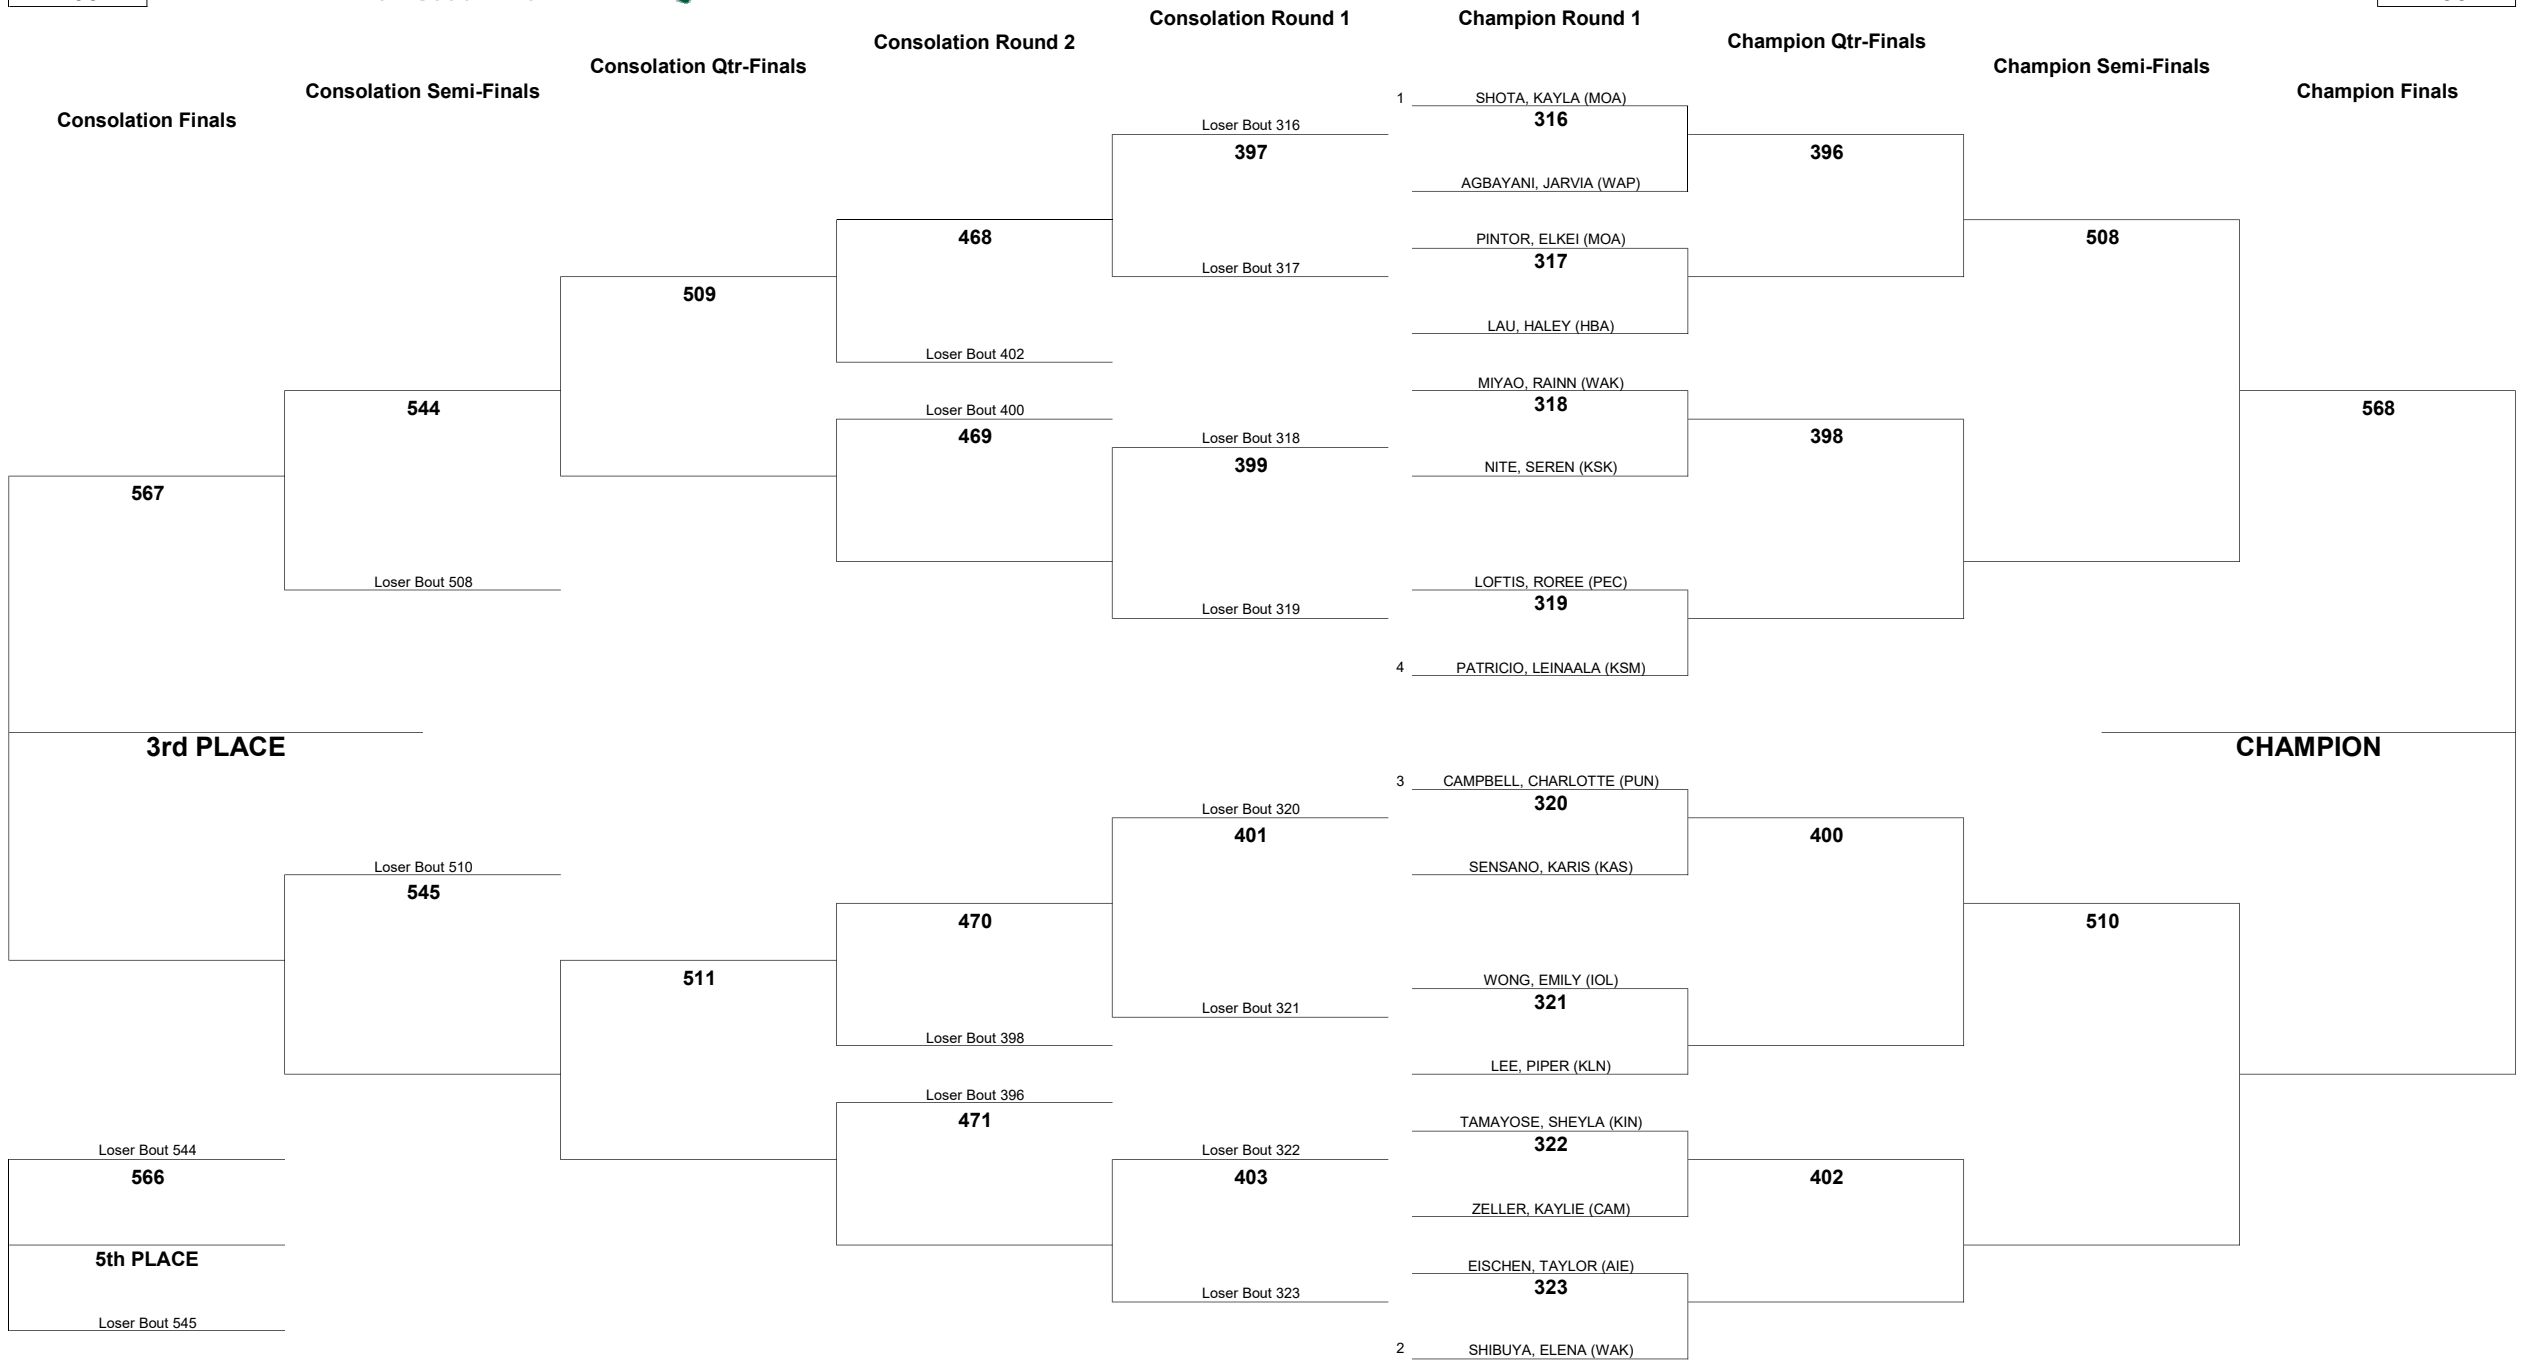 Consolation Round 1
Champion Round 1
Consolation Round 2
Champion Qtr-Finals
Consolation Qtr-Finals
Champion Semi-Finals
Consolation Semi-Finals
Champion Finals
Consolation Finals
1 SHOTA, KAYLA (MOA)
316
Loser Bout 316
397
396
AGBAYANI, JARVIA (WAP)
468
508
PINTOR, ELKEI (MOA)
317
Loser Bout 317
509
LAU, HALEY (HBA)
Loser Bout 402
MIYAO, RAINN (WAK)
318
544
Loser Bout 400
568
469
Loser Bout 318
398
399
NITE, SEREN (KSK)
567
Loser Bout 508
LOFTIS, ROREE (PEC)
319
Loser Bout 319
4 PATRICIO, LEINAALA (KSM)
3rd PLACE
CHAMPION
3 CAMPBELL, CHARLOTTE (PUN)
320
Loser Bout 320
401
400
Loser Bout 510
SENSANO, KARIS (KAS)
545
470
510
511
WONG, EMILY (IOL)
321
Loser Bout 321
Loser Bout 398
LEE, PIPER (KLN)
Loser Bout 396
471
TAMAYOSE, SHEYLA (KIN)
322
Loser Bout 544
Loser Bout 322
566
403
402
ZELLER, KAYLIE (CAM)
5th PLACE
EISCHEN, TAYLOR (AIE)
323
Loser Bout 323
Loser Bout 545
2 SHIBUYA, ELENA (WAK)